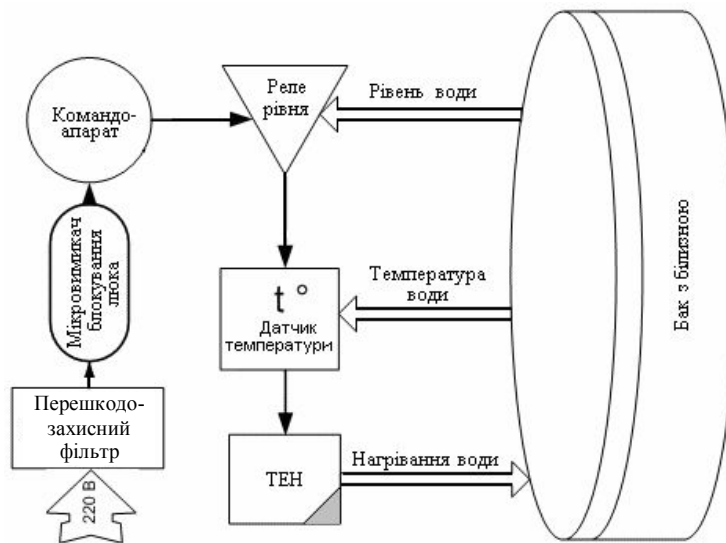 Командо-
апарат
Реле
рівня
Рівень води
Мікровимикач
блокування
люка
t °
Датчик
температури
Температура
води
Бак з білизною
Перешкодо-
захисний
фільтр
ТЕН
Нагрівання води
220 В